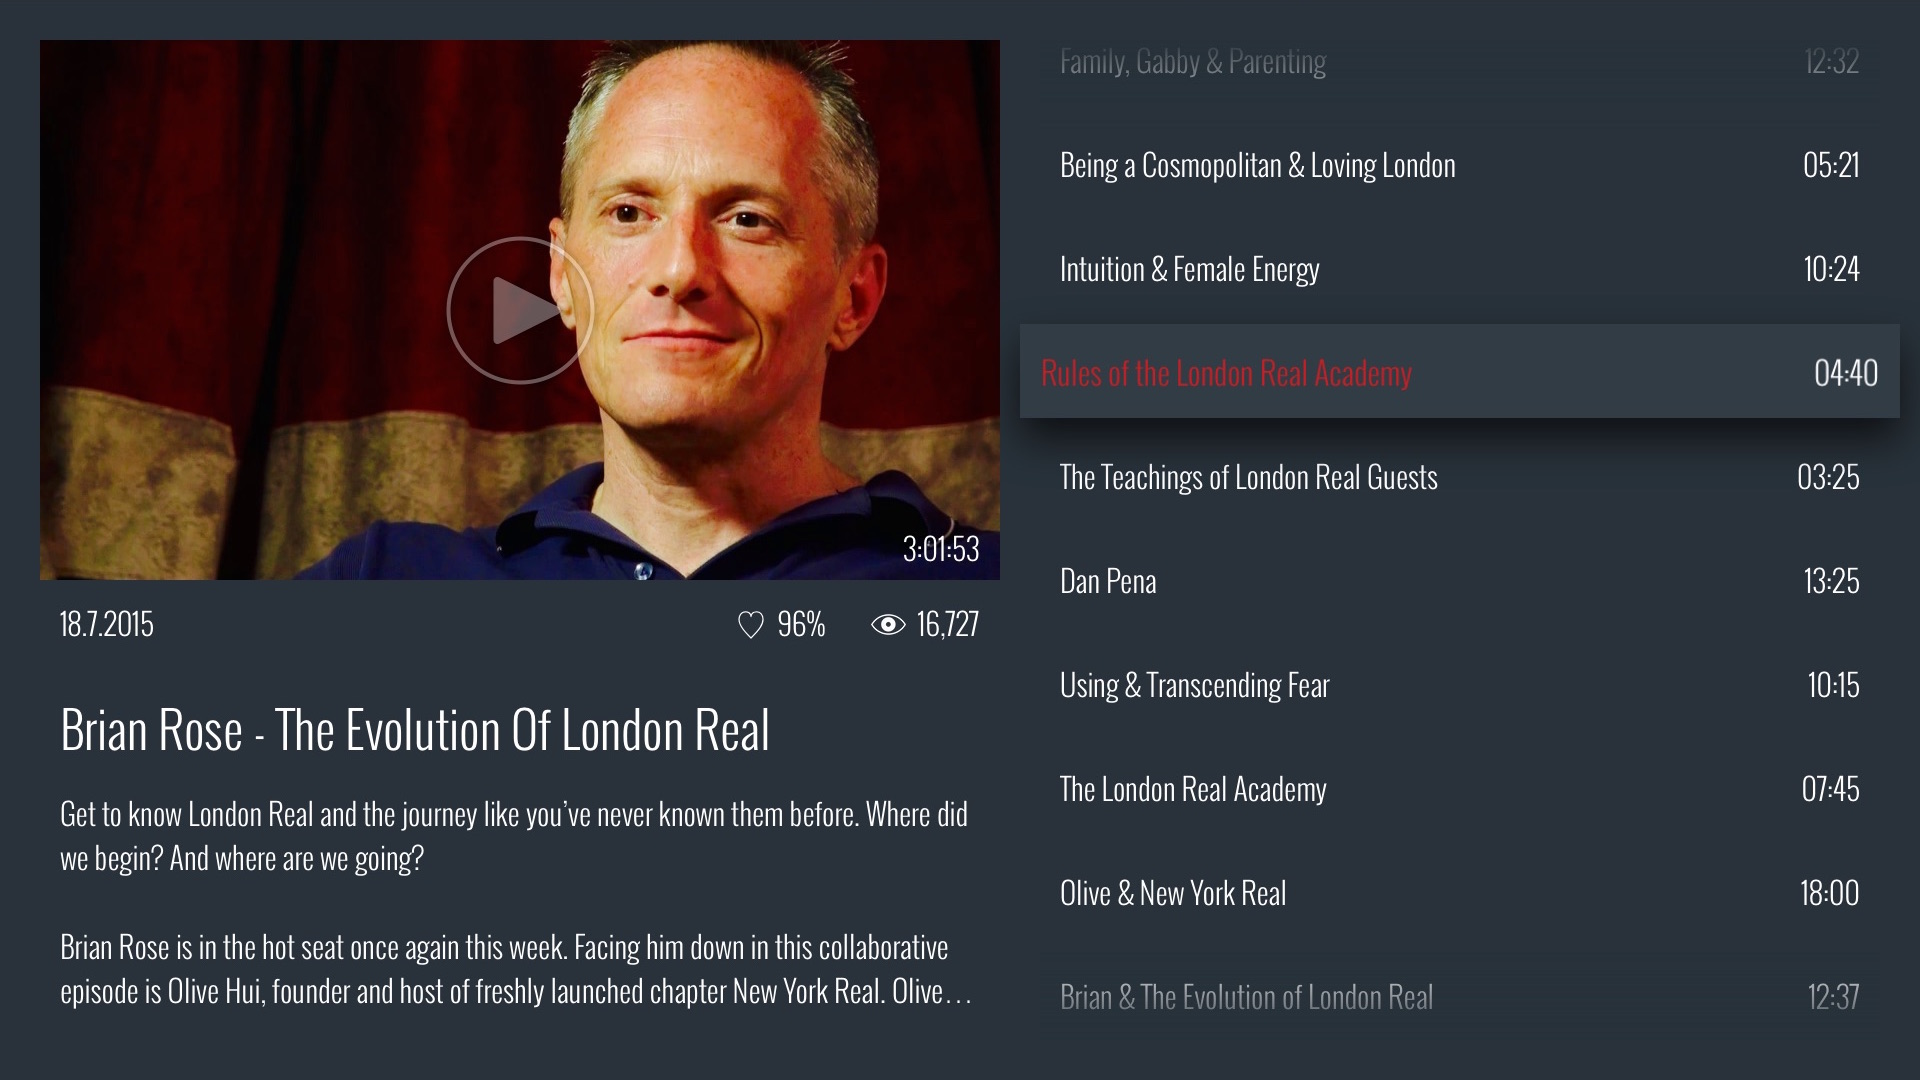 3:01:53
18.7.2015 96% 16,727
Brian Rose - The Evolution Of London Real
Get to know London Real and the journey like you've never known them before. Where did
we begin? And where are we going?
Brian Rose is in the hot seat once again this week. Facing him down in this collaborative
episode is Olive Hui, founder and host of freshly launched chapter New York Real. Olive…
Family, Gabby & Parenting 12:32
Being a Cosmopolitan & Loving London 05:21
Intuition & Female Energy 10:24
Rules of the London Real Academy 04:40
The Teachings of London Real Guests 03:25
Dan Pena 13:25
Using & Transcending Fear 10:15
The London Real Academy 07:45
Olive & New York Real 18:00
Brian & The Evolution of London Real 12:37